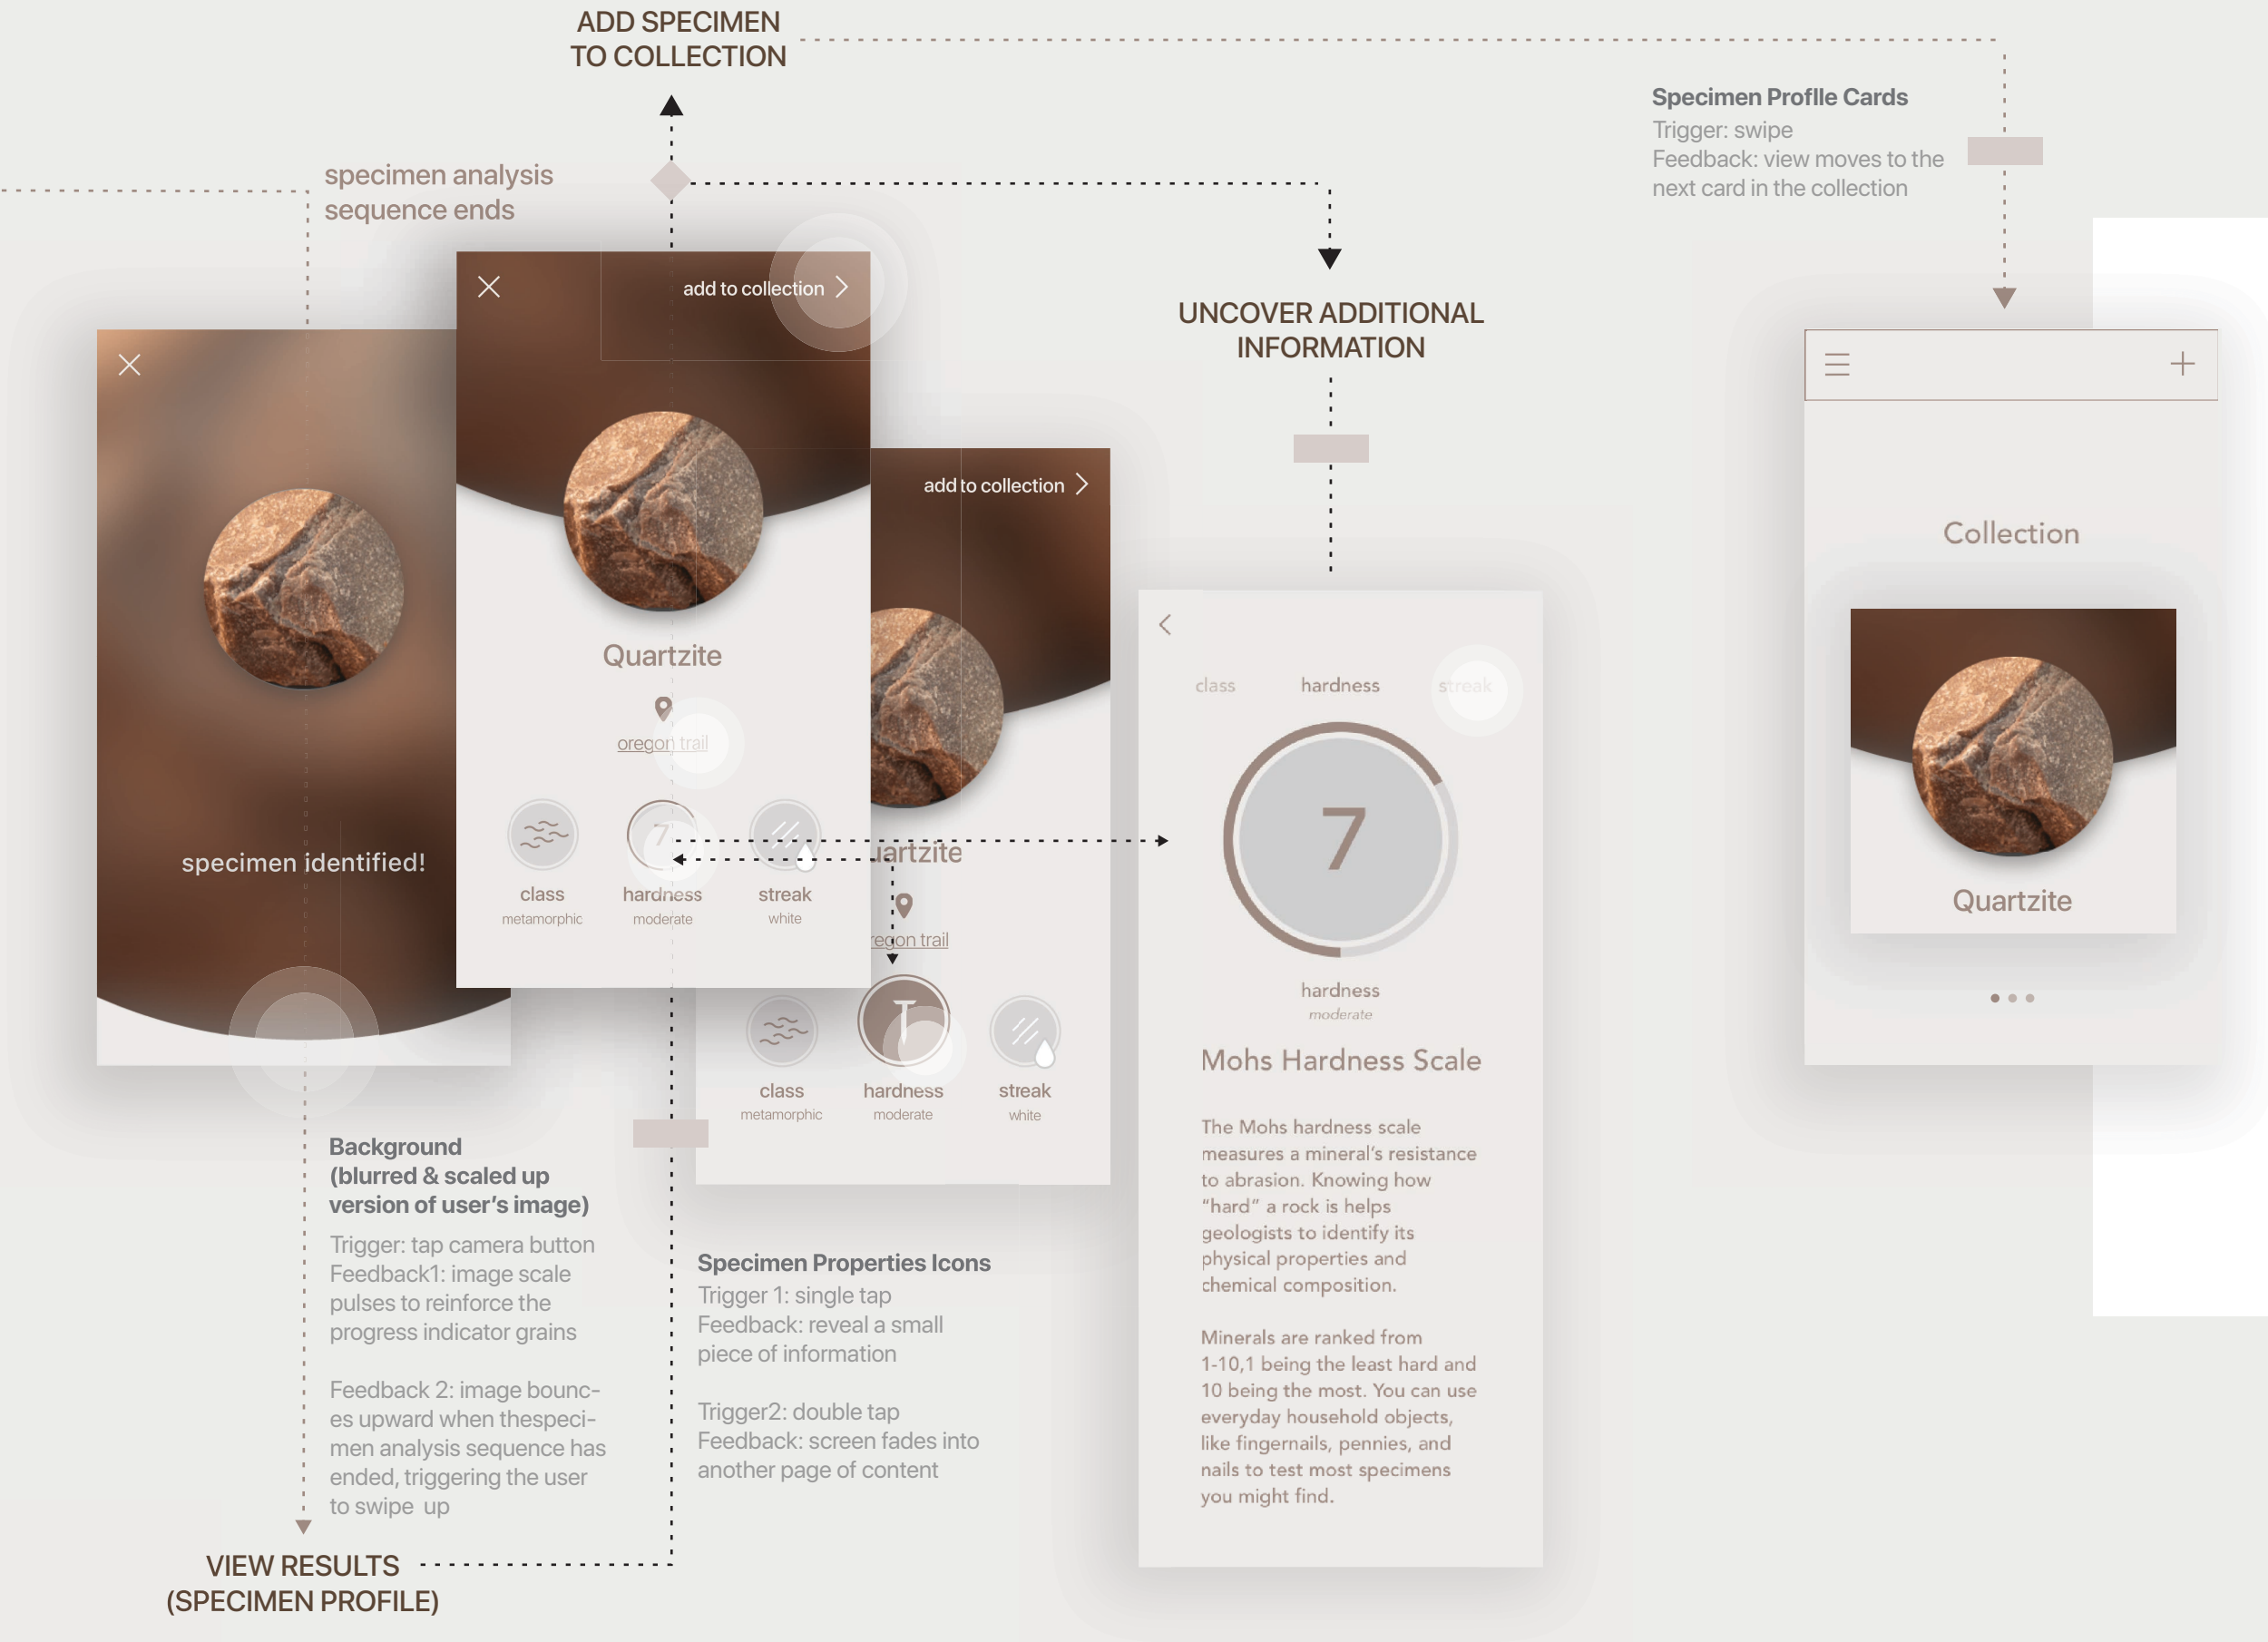 ADD SPECIMEN
TO COLLECTION
Specimen Profile Cards
Trigger: swipe
Feedback: view moves to the
next card in the collection
specimen analysis
sequence ends
add to collection
UNCOVER ADDITIONAL
INFORMATION
specimen identified!
Quartzite
oregon trail
7
class
hardness
streak
metamorphic
moderate
white
add to collection
uartzite
regon trail
class
hardness
streak
metamorphic
moderate
white
class
hardness
streak
7
hardness
moderate
Mohs Hardness Scale
The Mohs hardness scale
measures a mineral’s resistance
to abrasion. Knowing how
“hard” a rock is helps
geologists to identify its
physical properties and
chemical composition.
Minerals are ranked from
1-10,1 being the least hard and
10 being the most. You can use
everyday household objects,
like fingernails, pennies, and
nails to test most specimens
you might find.
Collection
Quartzite
Background
(blurred & scaled up
version of user’s image)
Trigger: tap camera button
Feedback1: image scale
pulses to reinforce the
progress indicator grains
Feedback 2: image bounc-
es upward when thespeci-
men analysis sequence has
ended, triggering the user
to swipe up
Specimen Properties Icons
Trigger 1: single tap
Feedback: reveal a small
piece of information
Trigger2: double tap
Feedback: screen fades into
another page of content
VIEW RESULTS
(SPECIMEN PROFILE)